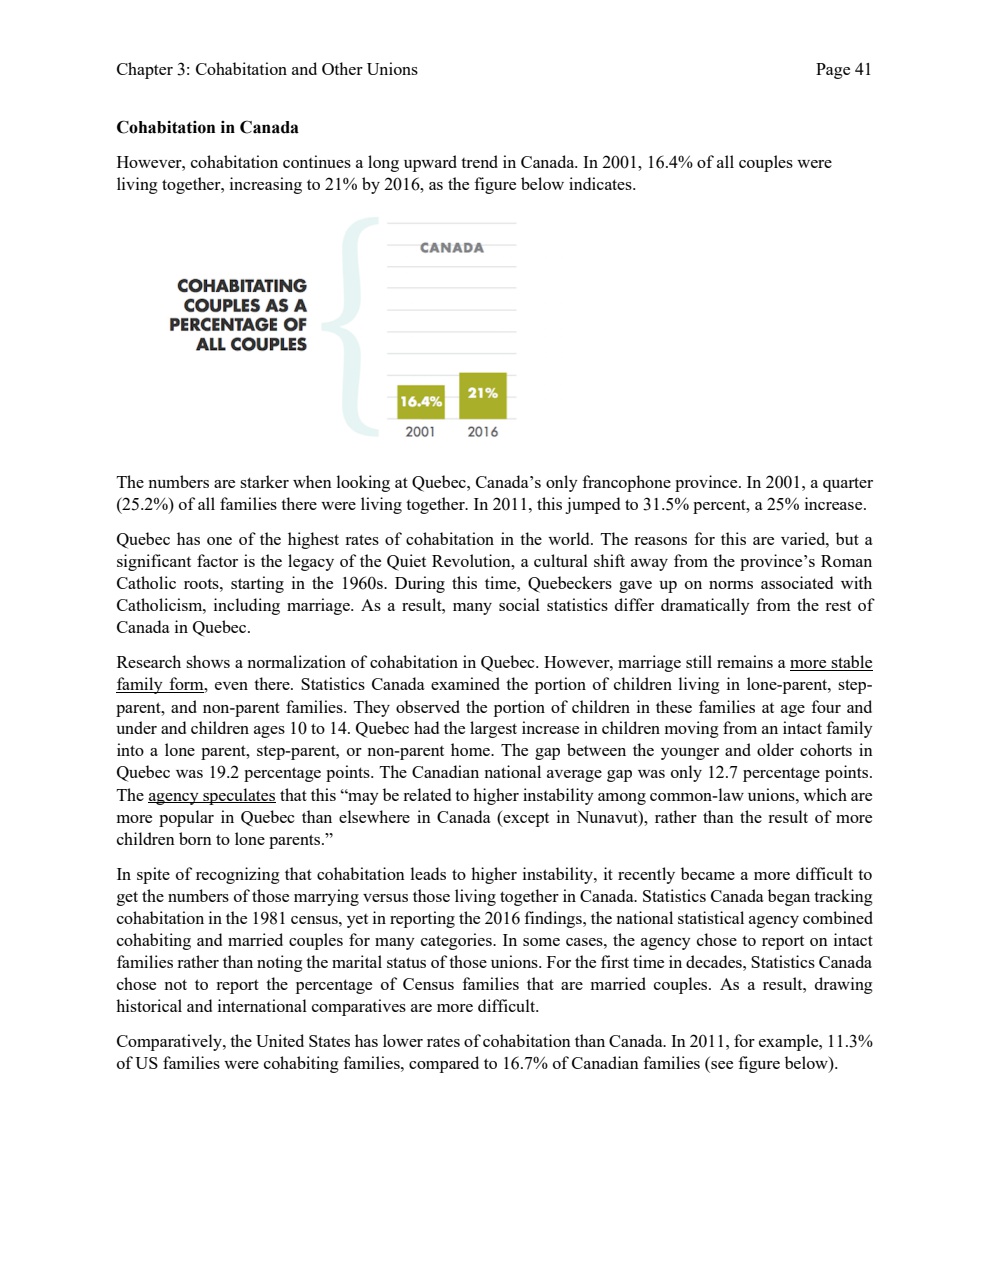 Chapter 3: Cohabitation and Other Unions Page 41
Cohabitation in Canada
However, cohabitation continues a long upward trend in Canada. In 2001, 16.4% of all couples were
living together, increasing to 21% by 2016, as the figure below indicates.
CANADA
COHABITATING
COUPLES AS A
PERCENTAGE OF
ALL COUPLES
16.4%
21%
2001 2016
The numbers are starker when looking at Quebec, Canada’s only francophone province. In 2001, a quarter
(25.2%) of all families there were living together. In 2011, this jumped to 31.5% percent, a 25% increase.
Quebec has one of the highest rates of cohabitation in the world. The reasons for this are varied, but a
significant factor is the legacy of the Quiet Revolution, a cultural shift away from the province’s Roman
Catholic roots, starting in the 1960s. During this time, Quebeckers gave up on norms associated with
Catholicism, including marriage. As a result, many social statistics differ dramatically from the rest of
Canada in Quebec.
Research shows a normalization of cohabitation in Quebec. However, marriage still remains a more stable
family form, even there. Statistics Canada examined the portion of children living in lone-parent, step-
parent, and non-parent families. They observed the portion of children in these families at age four and
under and children ages 10 to 14. Quebec had the largest increase in children moving from an intact family
into a lone parent, step-parent, or non-parent home. The gap between the younger and older cohorts in
Quebec was 19.2 percentage points. The Canadian national average gap was only 12.7 percentage points.
The agency speculates that this “may be related to higher instability among common-law unions, which are
more popular in Quebec than elsewhere in Canada (except in Nunavut), rather than the result of more
children born to lone parents.”
In spite of recognizing that cohabitation leads to higher instability, it recently became a more difficult to
get the numbers of those marrying versus those living together in Canada. Statistics Canada began tracking
cohabitation in the 1981 census, yet in reporting the 2016 findings, the national statistical agency combined
cohabiting and married couples for many categories. In some cases, the agency chose to report on intact
families rather than noting the marital status of those unions. For the first time in decades, Statistics Canada
chose not to report the percentage of Census families that are married couples. As a result, drawing
historical and international comparatives are more difficult.
Comparatively, the United States has lower rates of cohabitation than Canada. In 2011, for example, 11.3%
of US families were cohabiting families, compared to 16.7% of Canadian families (see figure below).